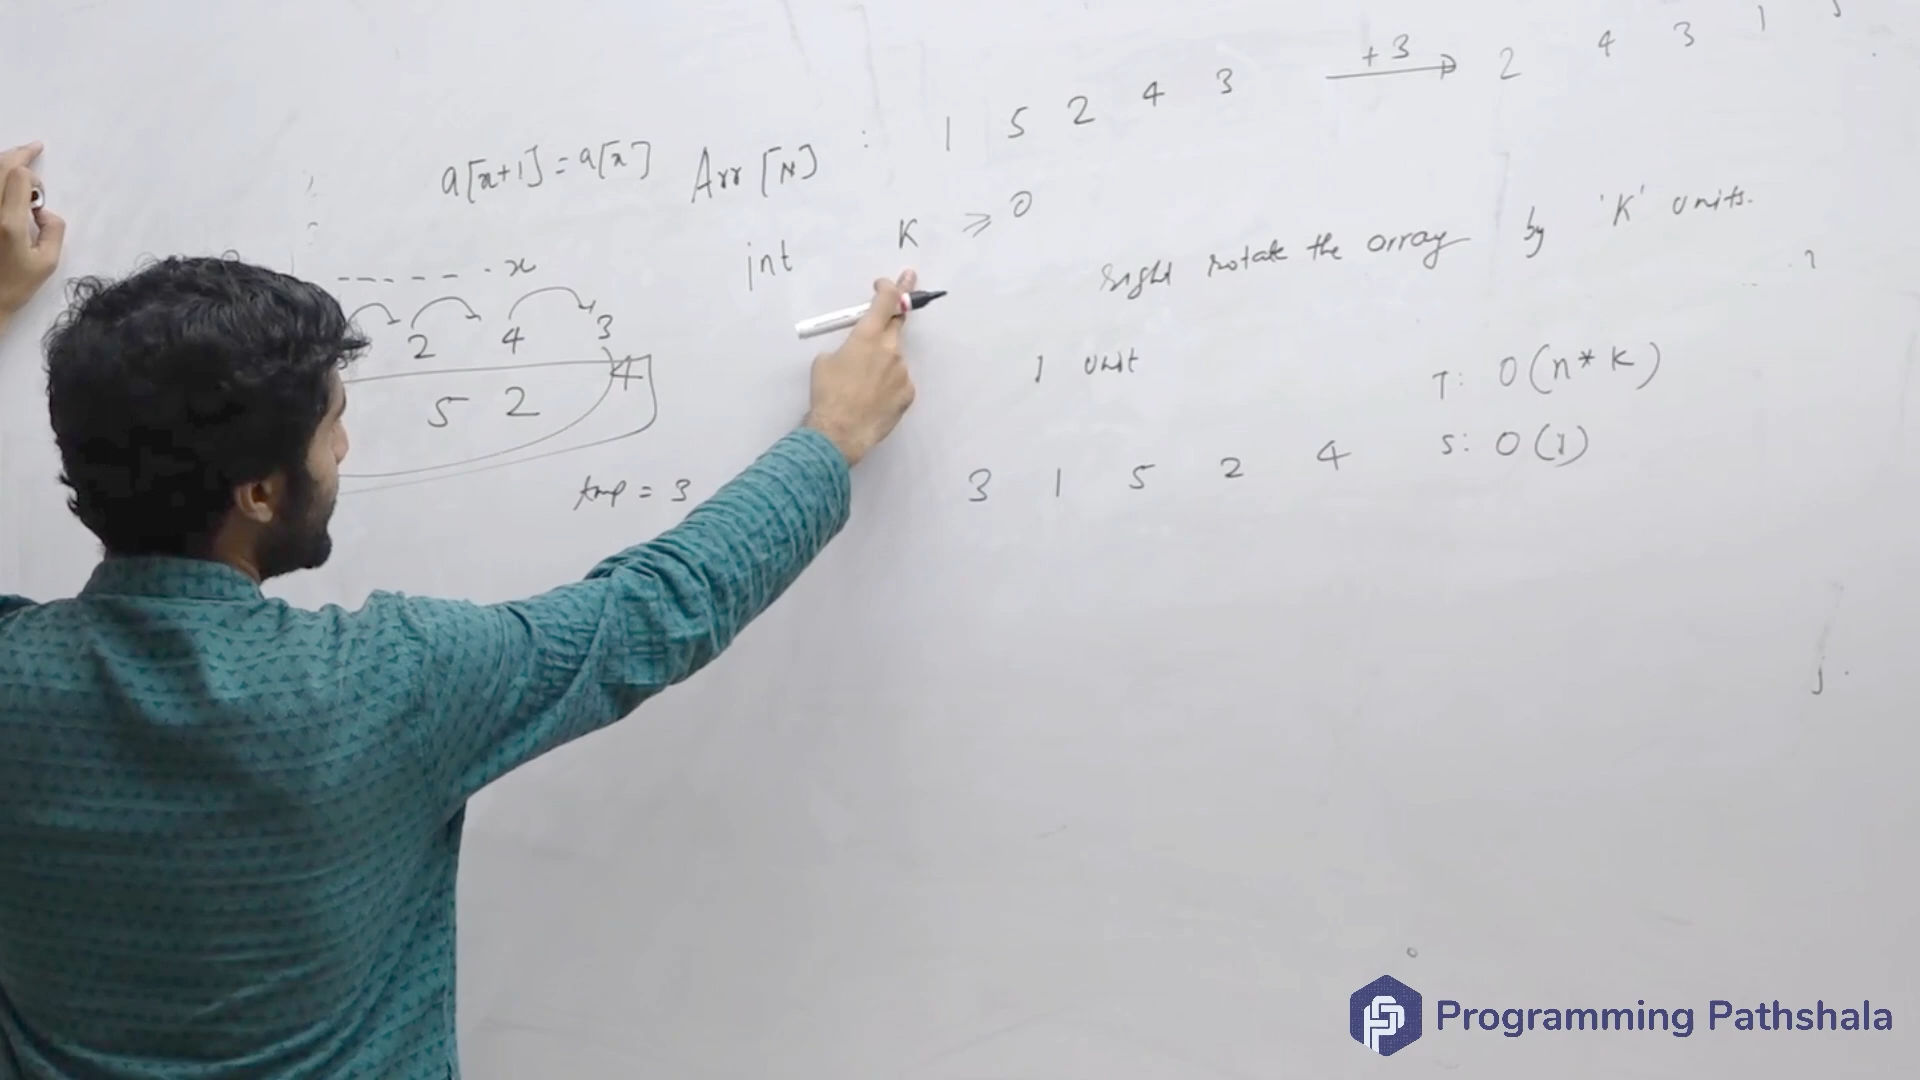 +3
1 5 2 4 3 2 4 3 1
a[x+1] = a[x] Arr [N] :
int K ≥ 0
right rotate the array by 'K' units.
- - - - - - x
2 4 3
5 2 4
1 unit
T: O(n* K)
S: O(1)
tmp = 3
3 1 5 2 4
Programming Pathshala